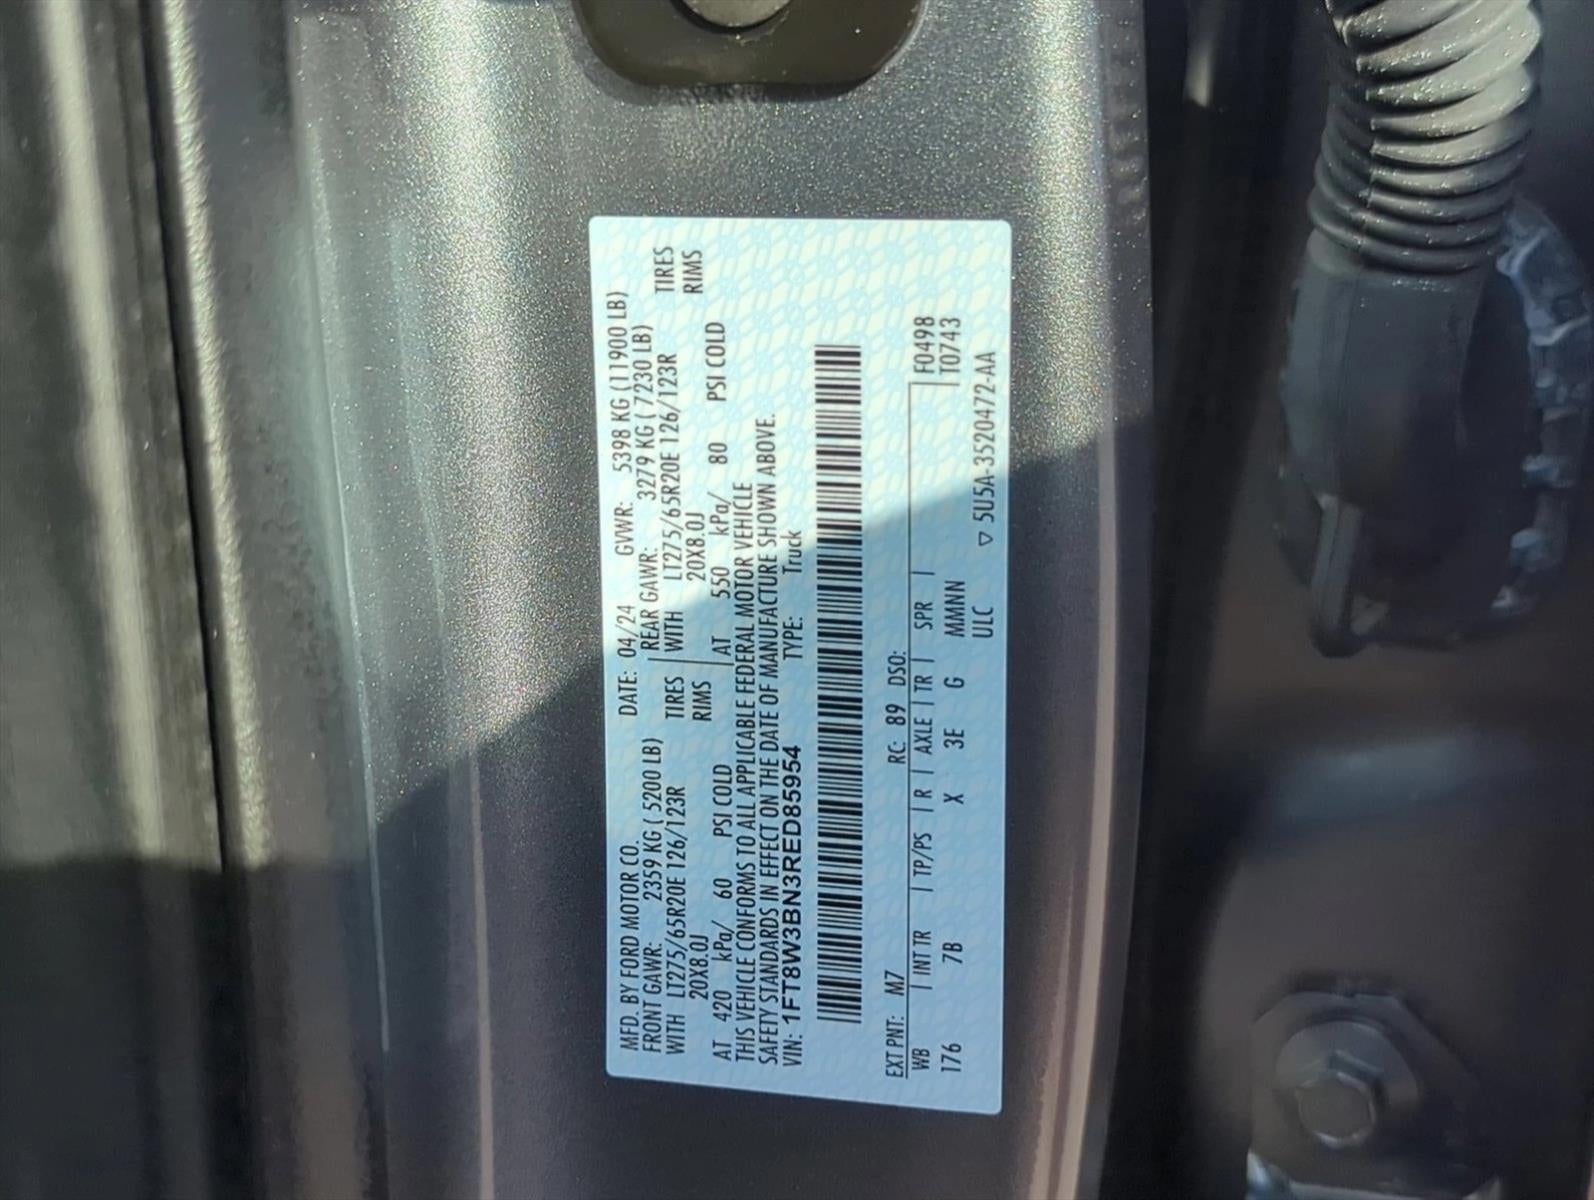 MFD. BY FORD MOTOR CO.
DATE: 04/24 GVWR: 5398 KG (11900 LB)
FRONT GAWR: 2359 KG ( 5200 LB)
REAR GAWR: 3279 KG ( 7230 LB)
WITH LT275/65R20E 126/123R TIRES
WITH LT275/65R20E 126/123R TIRES
20X8.0J RIMS
20X8.0J RIMS
AT 420 kPa/ 60 PSI COLD
AT 550 kPa/ 80 PSI COLD
THIS VEHICLE CONFORMS TO ALL APPLICABLE FEDERAL MOTOR VEHICLE
SAFETY STANDARDS IN EFFECT ON THE DATE OF MANUFACTURE SHOWN ABOVE.
VIN: 1FT8W3BN3RED85954 TYPE: Truck
EXT PNT: M7 RC: 89 DSO:
WB | INT TR | TP/PS | R | AXLE | TR | SPR | F0498
176 7B X 3E G MMNN T0743
ULC ▽ 5U5A-3520472-AA